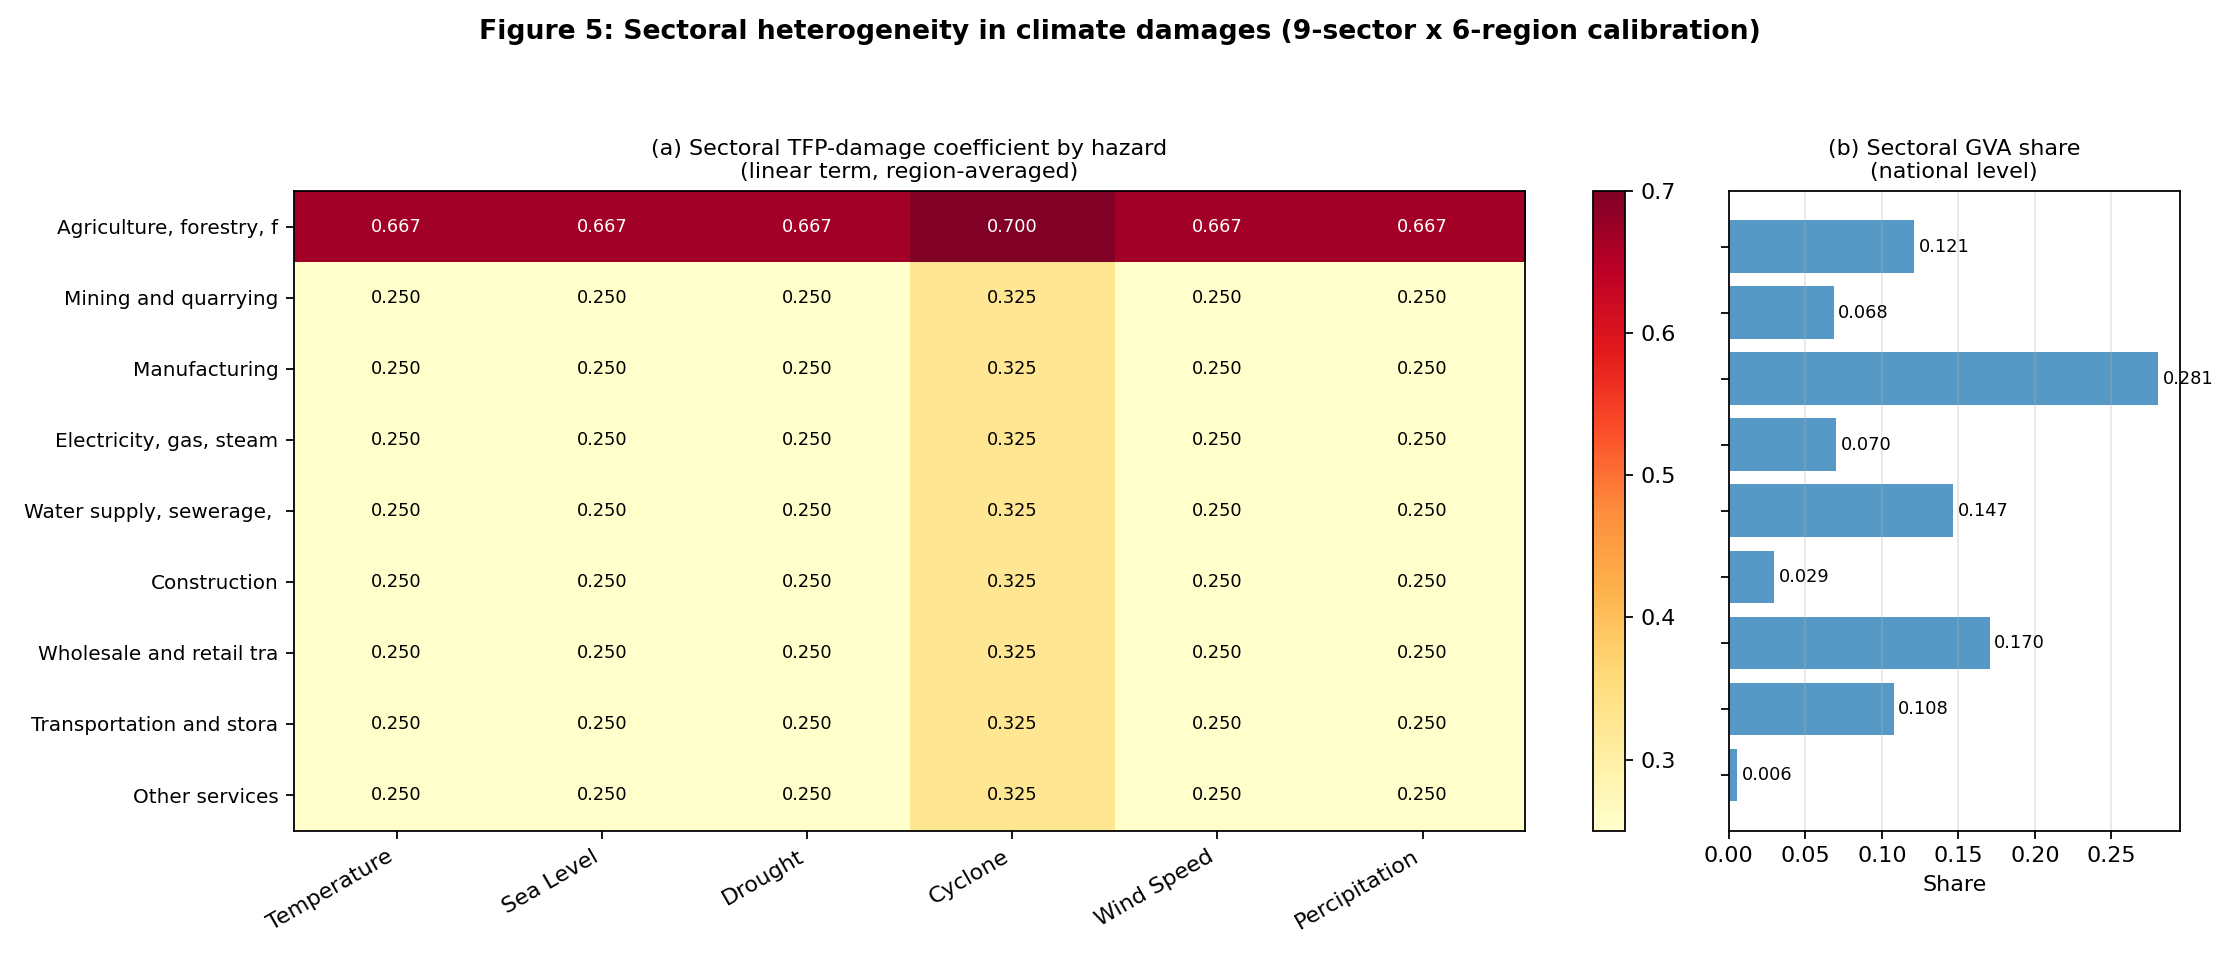 Figure 5: Sectoral heterogeneity in climate damages (9-sector x 6-region calibration)
(a) Sectoral TFP-damage coefficient by hazard
(linear term, region-averaged)
Agriculture, forestry, f 0.667 0.667 0.667 0.700 0.667 0.667
Mining and quarrying 0.250 0.250 0.250 0.325 0.250 0.250
Manufacturing 0.250 0.250 0.250 0.325 0.250 0.250
Electricity, gas, steam 0.250 0.250 0.250 0.325 0.250 0.250
Water supply, sewerage, 0.250 0.250 0.250 0.325 0.250 0.250
Construction 0.250 0.250 0.250 0.325 0.250 0.250
Wholesale and retail tra 0.250 0.250 0.250 0.325 0.250 0.250
Transportation and stora 0.250 0.250 0.250 0.325 0.250 0.250
Other services 0.250 0.250 0.250 0.325 0.250 0.250
Temperature Sea Level Drought Cyclone Wind Speed Percipitation
0.7
0.6
0.5
0.4
0.3
(b) Sectoral GVA share
(national level)
0.121
0.068
0.281
0.070
0.147
0.029
0.170
0.108
0.006
0.00 0.05 0.10 0.15 0.20 0.25
Share